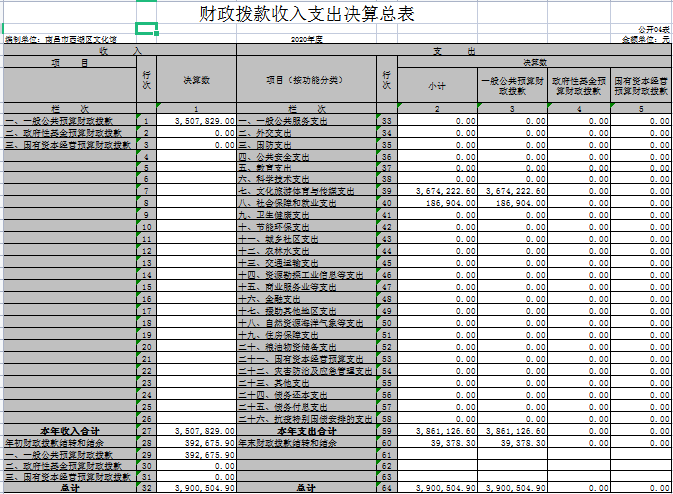 财政拨款收入支出决算总表
公开04表
编制单位：南昌市西湖区文化馆 2020年度 金额单位：元
收 入 支 出
项 目 行次 决算数 项目（按功能分类） 行次 决算数
小计 一般公共预算财政拨款 政府性基金预算财政拨款 国有资本经营预算财政拨款
栏 次 1 栏 次 2 3 4 5
一、一般公共预算财政拨款 1 3,507,829.00 一、一般公共服务支出 33 0.00 0.00 0.00 0.00
二、政府性基金预算财政拨款 2 0.00 二、外交支出 34 0.00 0.00 0.00 0.00
三、国有资本经营预算财政拨款 3 0.00 三、国防支出 35 0.00 0.00 0.00 0.00
4 四、公共安全支出 36 0.00 0.00 0.00 0.00
5 五、教育支出 37 0.00 0.00 0.00 0.00
6 六、科学技术支出 38 0.00 0.00 0.00 0.00
7 七、文化旅游体育与传媒支出 39 3,674,222.60 3,674,222.60 0.00 0.00
8 八、社会保障和就业支出 40 186,904.00 186,904.00 0.00 0.00
9 九、卫生健康支出 41 0.00 0.00 0.00 0.00
10 十、节能环保支出 42 0.00 0.00 0.00 0.00
11 十一、城乡社区支出 43 0.00 0.00 0.00 0.00
12 十二、农林水支出 44 0.00 0.00 0.00 0.00
13 十三、交通运输支出 45 0.00 0.00 0.00 0.00
14 十四、资源勘探工业信息等支出 46 0.00 0.00 0.00 0.00
15 十五、商业服务业等支出 47 0.00 0.00 0.00 0.00
16 十六、金融支出 48 0.00 0.00 0.00 0.00
17 十七、援助其他地区支出 49 0.00 0.00 0.00 0.00
18 十八、自然资源海洋气象等支出 50 0.00 0.00 0.00 0.00
19 十九、住房保障支出 51 0.00 0.00 0.00 0.00
20 二十、粮油物资储备支出 52 0.00 0.00 0.00 0.00
21 二十一、国有资本经营预算支出 53 0.00 0.00 0.00 0.00
22 二十二、灾害防治及应急管理支出 54 0.00 0.00 0.00 0.00
23 二十三、其他支出 55 0.00 0.00 0.00 0.00
24 二十四、债务还本支出 56 0.00 0.00 0.00 0.00
25 二十五、债务付息支出 57 0.00 0.00 0.00 0.00
26 二十六、抗疫特别国债安排的支出 58 0.00 0.00 0.00 0.00
本年收入合计 27 3,507,829.00 本年支出合计 59 3,861,126.60 3,861,126.60 0.00 0.00
年初财政拨款结转和结余 28 392,675.90 年末财政拨款结转和结余 60 39,378.30 39,378.30 0.00 0.00
一、一般公共预算财政拨款 29 392,675.90 61
二、政府性基金预算财政拨款 30 0.00 62
三、国有资本经营预算财政拨款 31 0.00 63
总计 32 3,900,504.90 总计 64 3,900,504.90 3,900,504.90 0.00 0.00